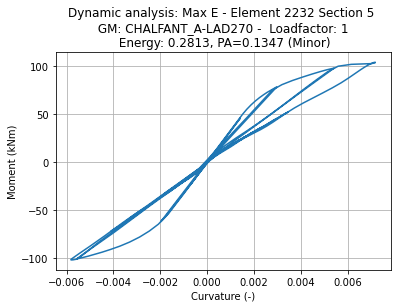 Dynamic analysis: Max E - Element 2232 Section 5
GM: CHALFANT_A-LAD270 -  Loadfactor: 1
Energy: 0.2813, PA=0.1347 (Minor)
Moment (kNm)
100
50
0
−50
−100
−0.006 −0.004 −0.002 0.000 0.002 0.004 0.006
Curvature (-)